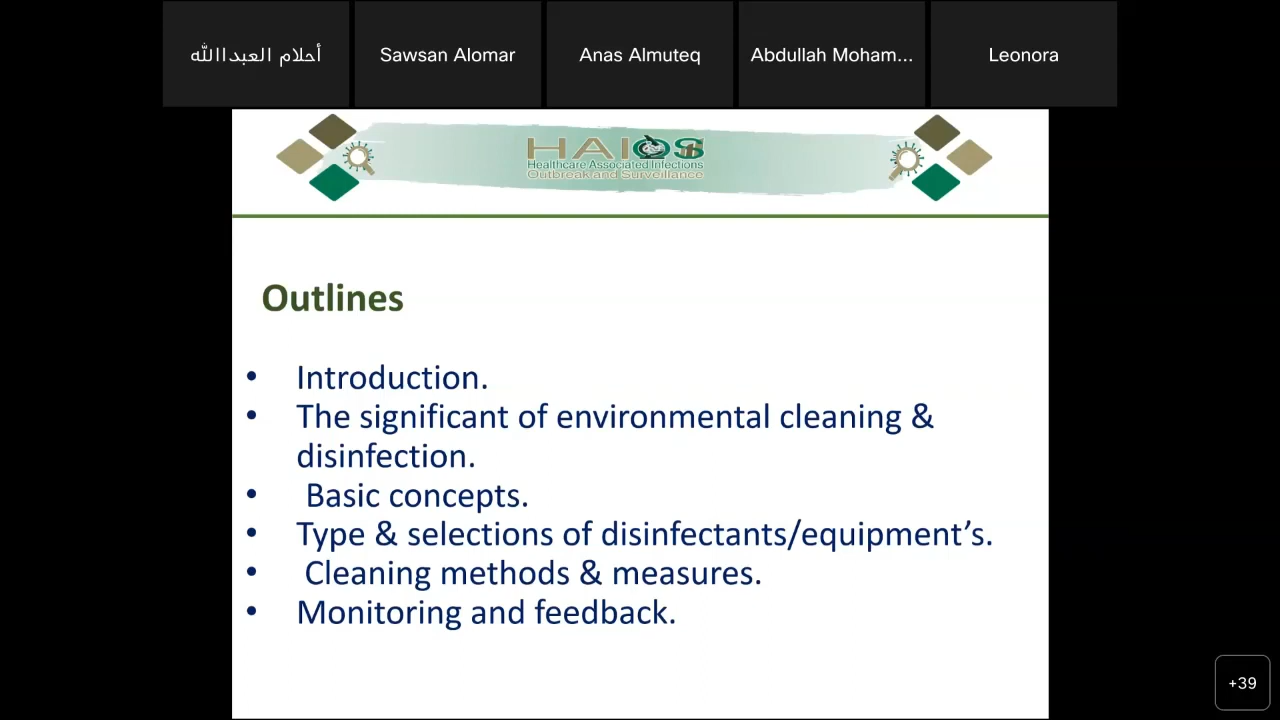 أحلام العبداالله
Sawsan Alomar
Anas Almuteq
Abdullah Moham...
Leonora
HAIOS
Healthcare Associated Infections
Outbreak and Surveillance
Outlines
• Introduction.
• The significant of environmental cleaning &
disinfection.
• Basic concepts.
• Type & selections of disinfectants/equipment’s.
• Cleaning methods & measures.
• Monitoring and feedback.
+39